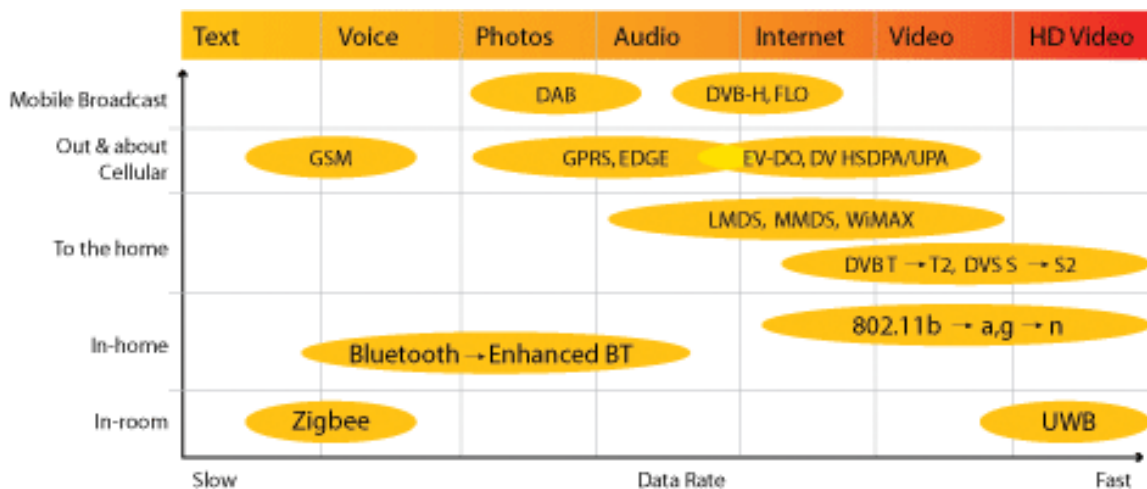 Text Voice Photos Audio Internet Video HD Video
Mobile Broadcast
DAB
DVB-H, FLO
Out & about
Cellular
GSM
GPRS, EDGE
EV-DO, DV HSDPA/UPA
To the home
LMDS, MMDS, WiMAX
DVB T → T2, DVS S → S2
In-home
802.11b → a,g → n
Bluetooth → Enhanced BT
In-room
Zigbee
UWB
Slow Data Rate Fast